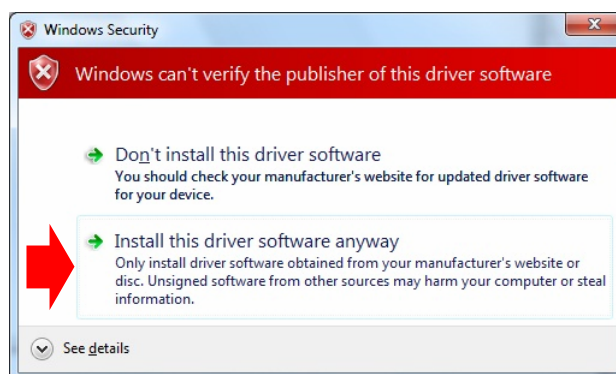 Windows Security
Windows can't verify the publisher of this driver software
Don't install this driver software
You should check your manufacturer's website for updated driver software
for your device.
Install this driver software anyway
Only install driver software obtained from your manufacturer's website or
disc. Unsigned software from other sources may harm your computer or steal
information.
See details